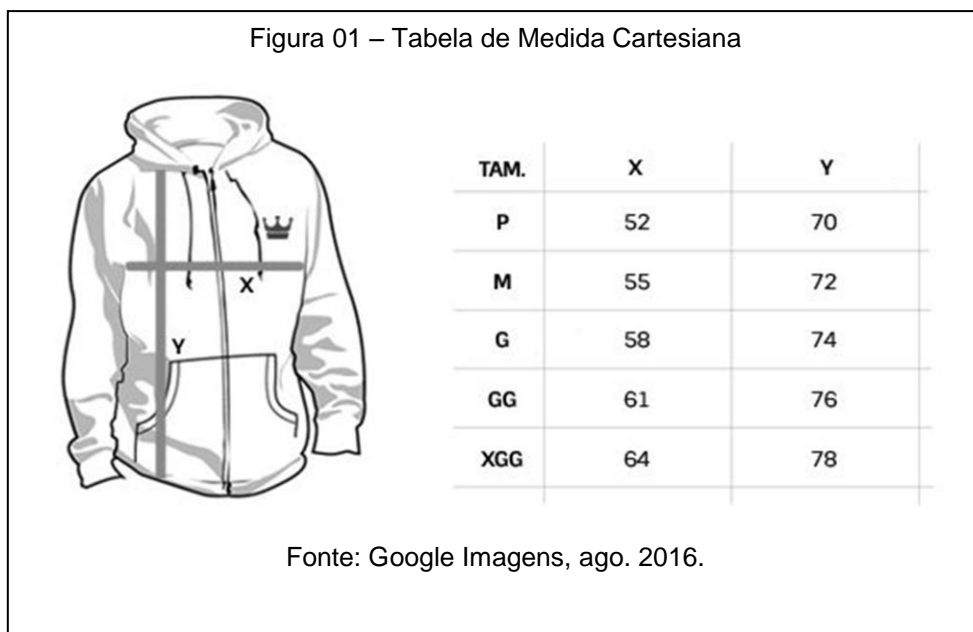 Figura 01 – Tabela de Medida Cartesiana
X
Y
TAM. X Y
P 52 70
M 55 72
G 58 74
GG 61 76
XGG 64 78
Fonte: Google Imagens, ago. 2016.